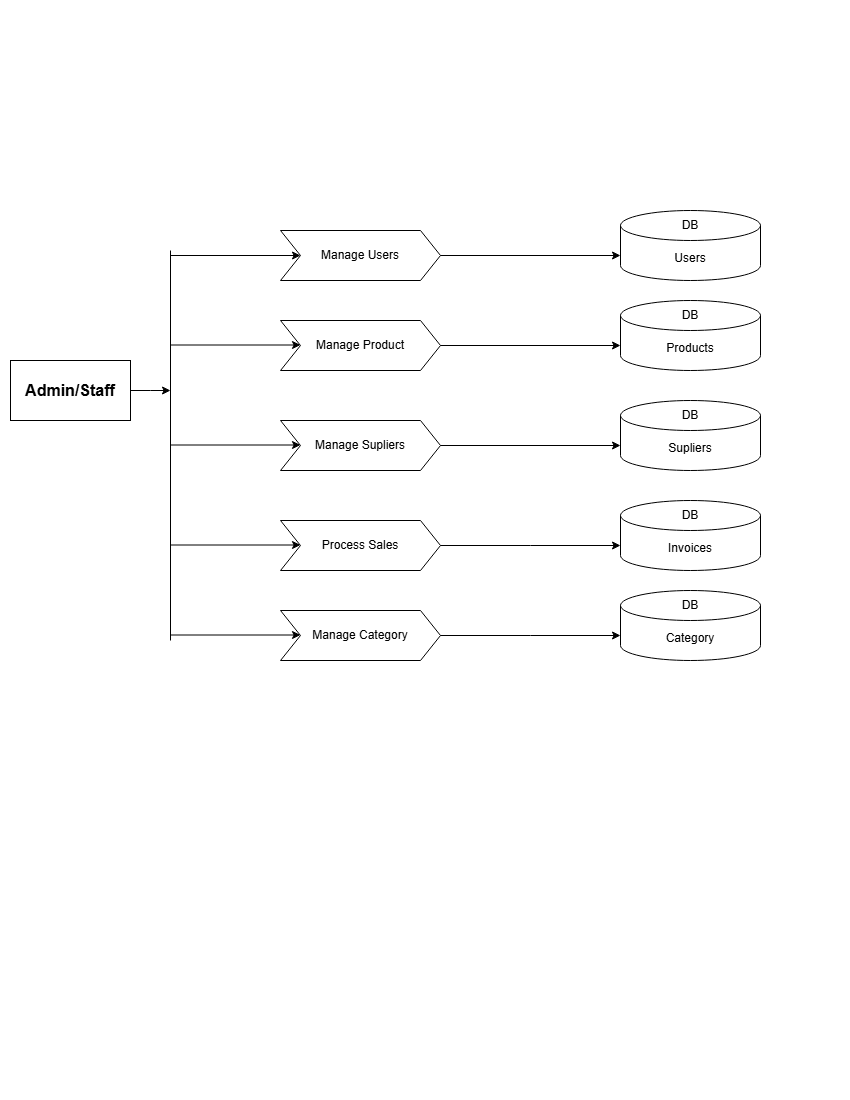 DB
Manage Users
Users
DB
Manage Product
Products
Admin/Staff
DB
Manage Supliers
Supliers
DB
Process Sales
Invoices
DB
Manage Category
Category